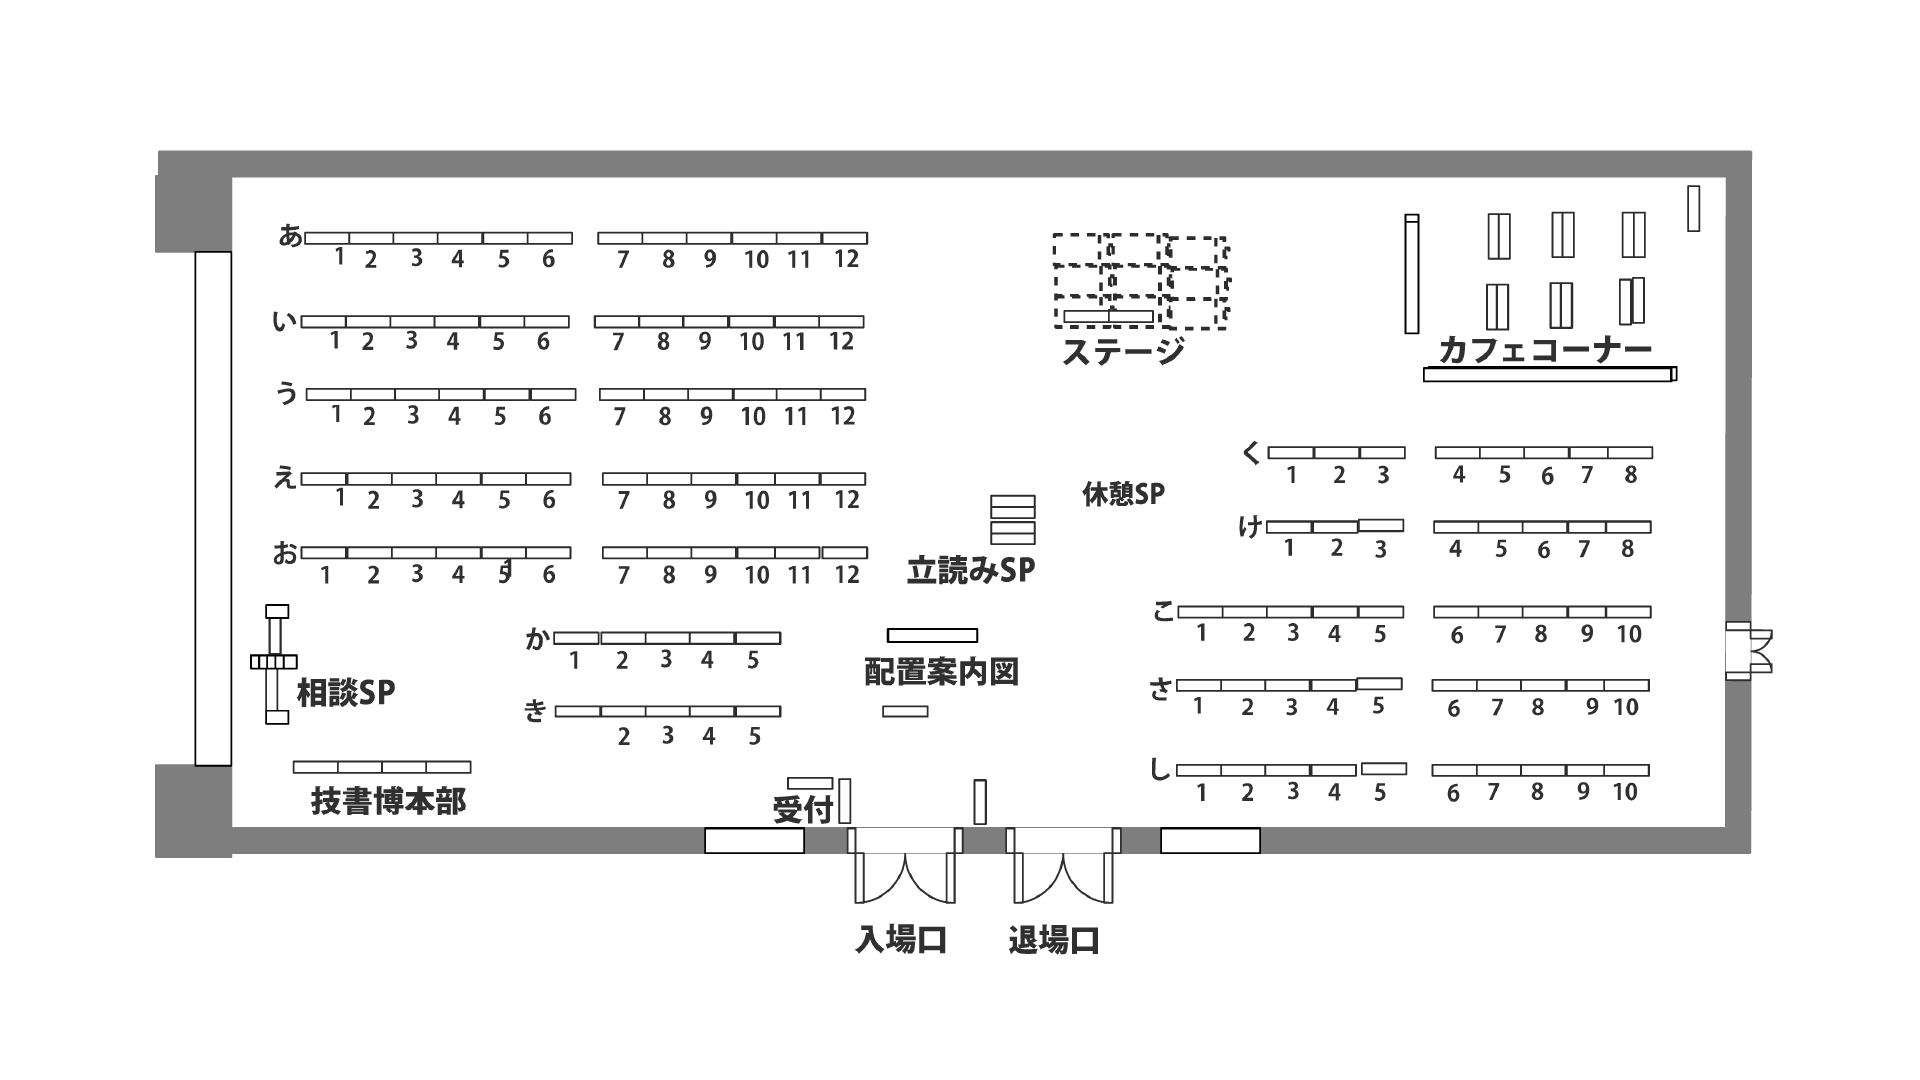 あ
1 2 3 4 5 6 7 8 9 10 11 12
い
1 2 3 4 5 6 7 8 9 10 11 12
ステージ
カフェコーナー
う
1 2 3 4 5 6 7 8 9 10 11 12
く
1 2 3 4 5 6 7 8
え
1 2 3 4 5 6 7 8 9 10 11 12
休憩SP
け
1 2 3 4 5 6 7 8
お
1 2 3 4 5 1 6 7 8 9 10 11 12
立読みSP
こ
1 2 3 4 5 6 7 8 9 10
か
1 2 3 4 5
配置案内図
相談SP
さ
1 2 3 4 5 6 7 8 9 10
き
2 3 4 5
し
1 2 3 4 5 6 7 8 9 10
技書博本部
受付
入場口
退場口